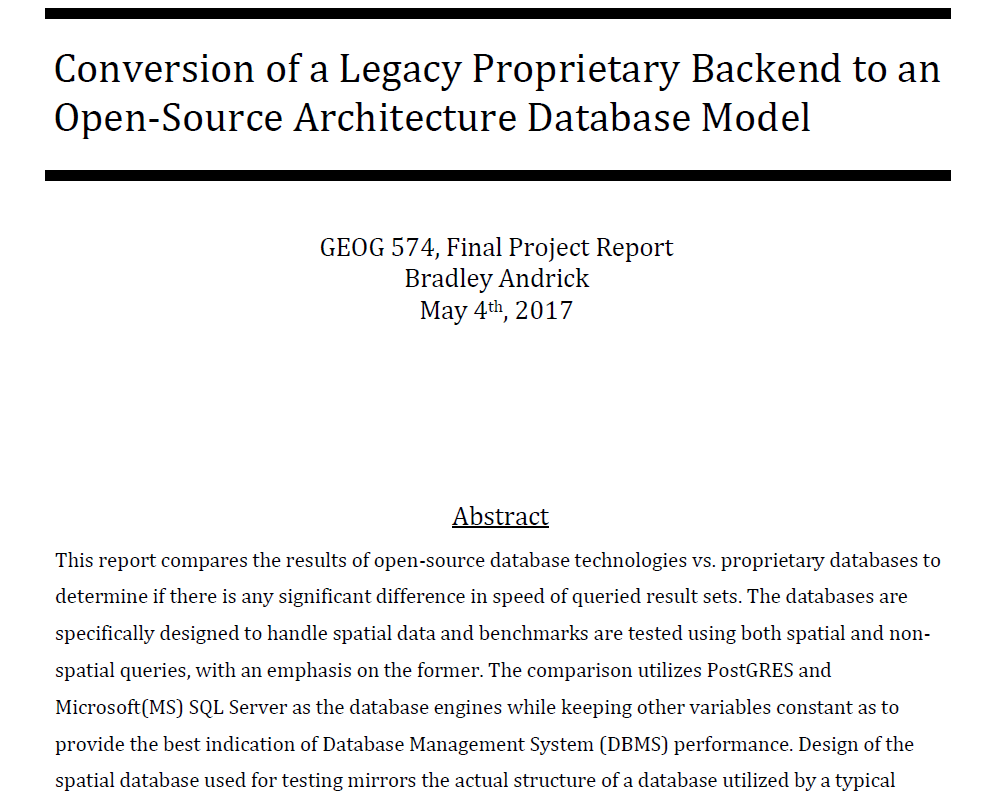 Conversion of a Legacy Proprietary Backend to an
Open-Source Architecture Database Model
GEOG 574, Final Project Report
Bradley Andrick
May 4th, 2017
Abstract
This report compares the results of open-source database technologies vs. proprietary databases to
determine if there is any significant difference in speed of queried result sets. The databases are
specifically designed to handle spatial data and benchmarks are tested using both spatial and non-
spatial queries, with an emphasis on the former. The comparison utilizes PostGRES and
Microsoft(MS) SQL Server as the database engines while keeping other variables constant as to
provide the best indication of Database Management System (DBMS) performance. Design of the
spatial database used for testing mirrors the actual structure of a database utilized by a typical